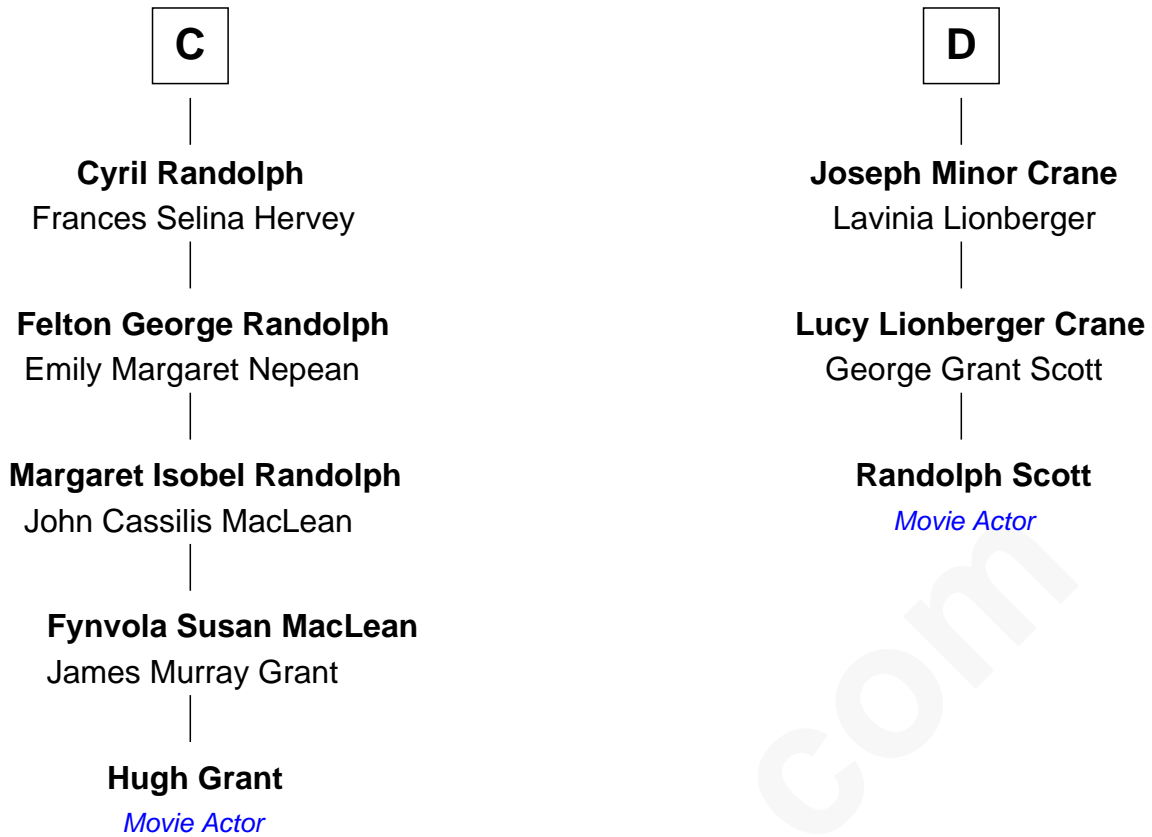 C
Cyril Randolph
Frances Selina Hervey
Felton George Randolph
Emily Margaret Nepean
Margaret Isobel Randolph
John Cassilis MacLean
Fynvola Susan MacLean
James Murray Grant
Hugh Grant
Movie Actor
D
Joseph Minor Crane
Lavinia Lionberger
Lucy Lionberger Crane
George Grant Scott
Randolph Scott
Movie Actor
com